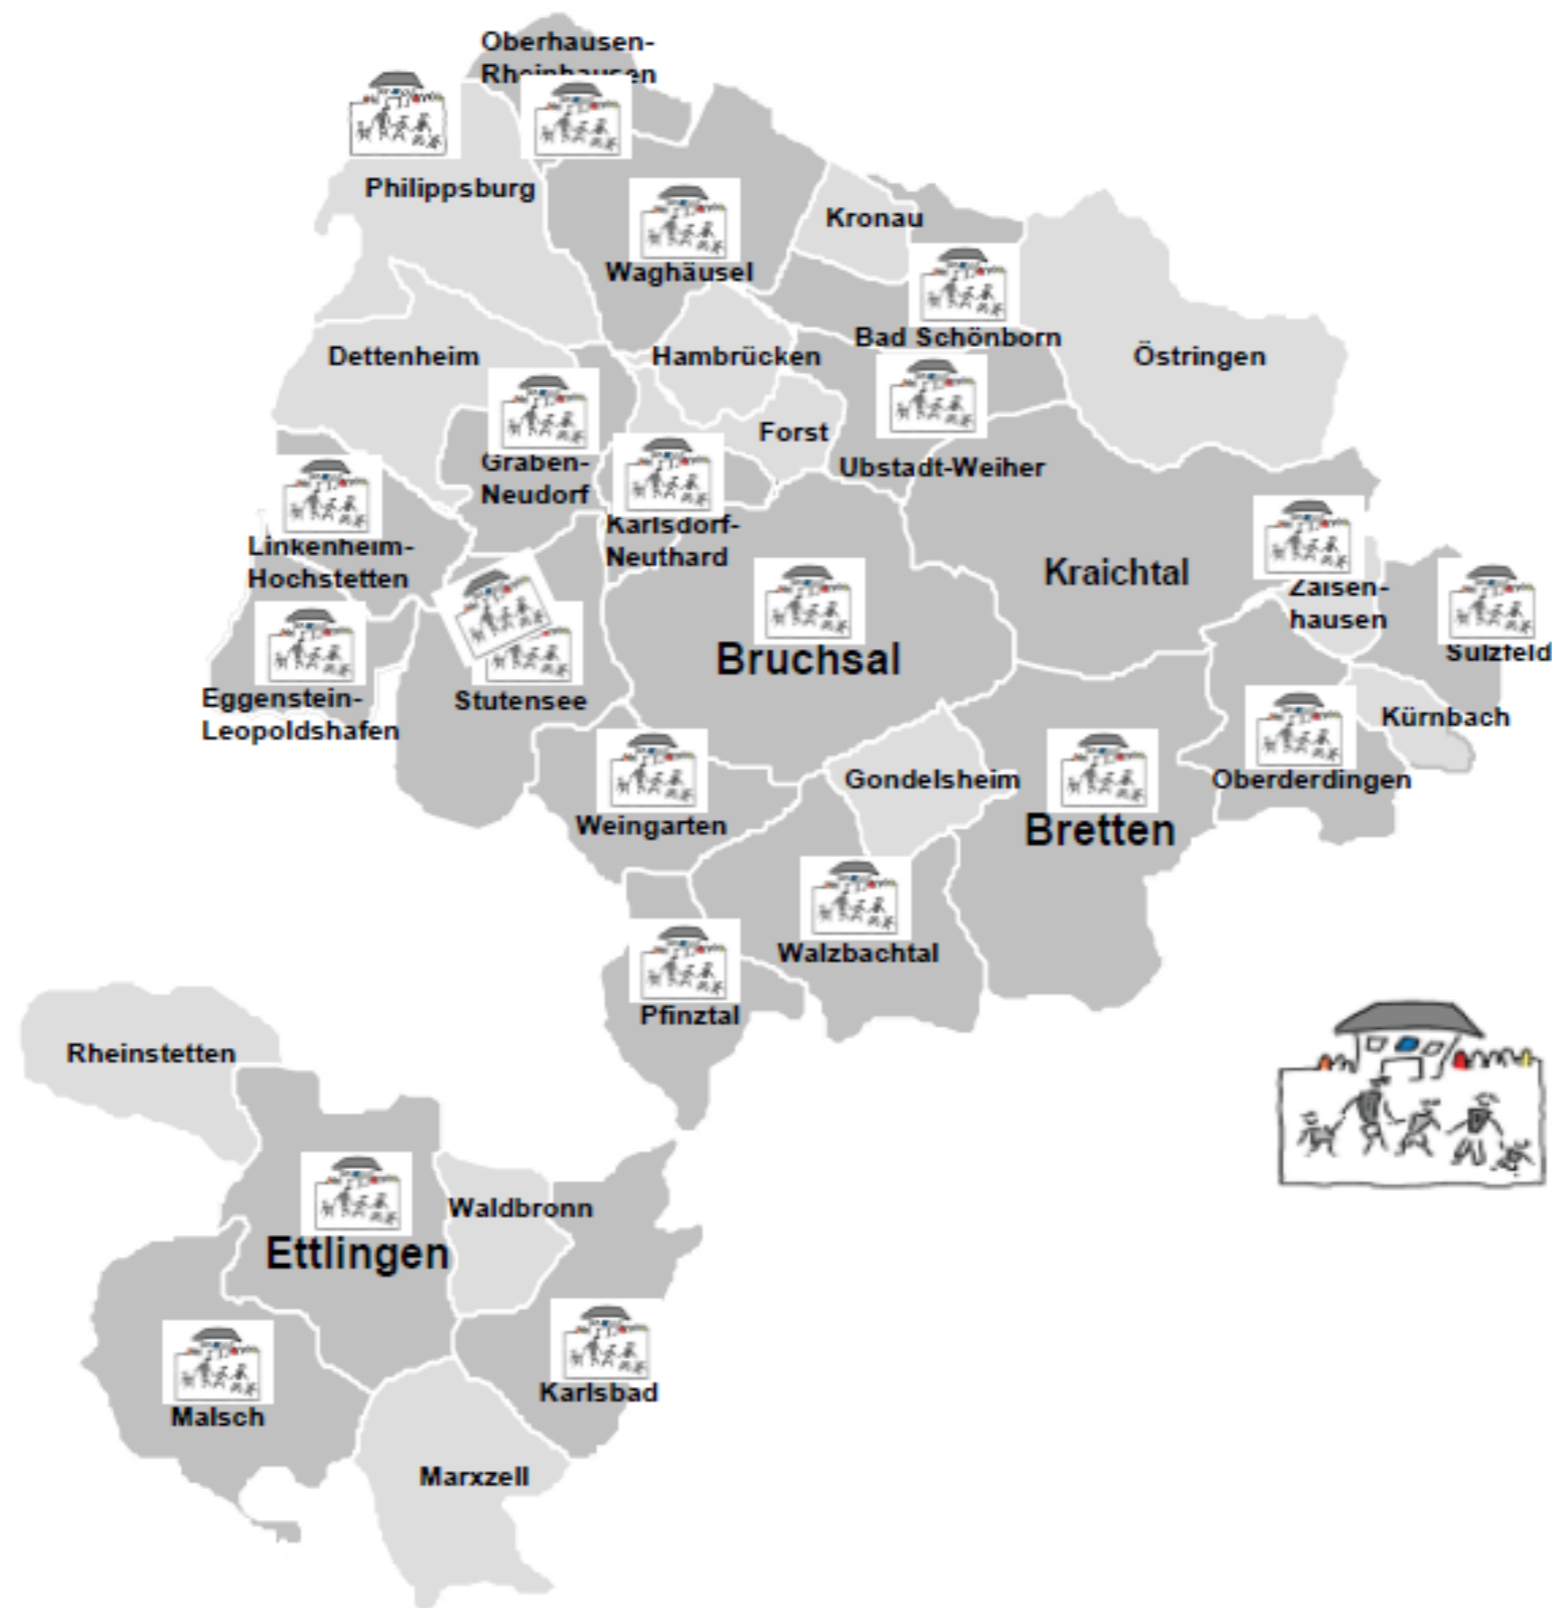 Oberhausen-
Rheinhausen
Philippsburg
Kronau
Waghäusel
Bad Schönborn
Dettenheim
Hambrücken
Östringen
Forst
Graben-
Neudorf
Ubstadt-Weiher
Karlsdorf-
Neuthard
Linkenheim-
Hochstetten
Kraichtal
Zaisen-
hausen
Sulzfeld
Bruchsal
Eggenstein-
Leopoldshafen
Stutensee
Kürnbach
Gondelsheim
Oberderdingen
Weingarten
Bretten
Walzbachtal
Pfinztal
Rheinstetten
Waldbronn
Ettlingen
Karlsbad
Malsch
Marxzell